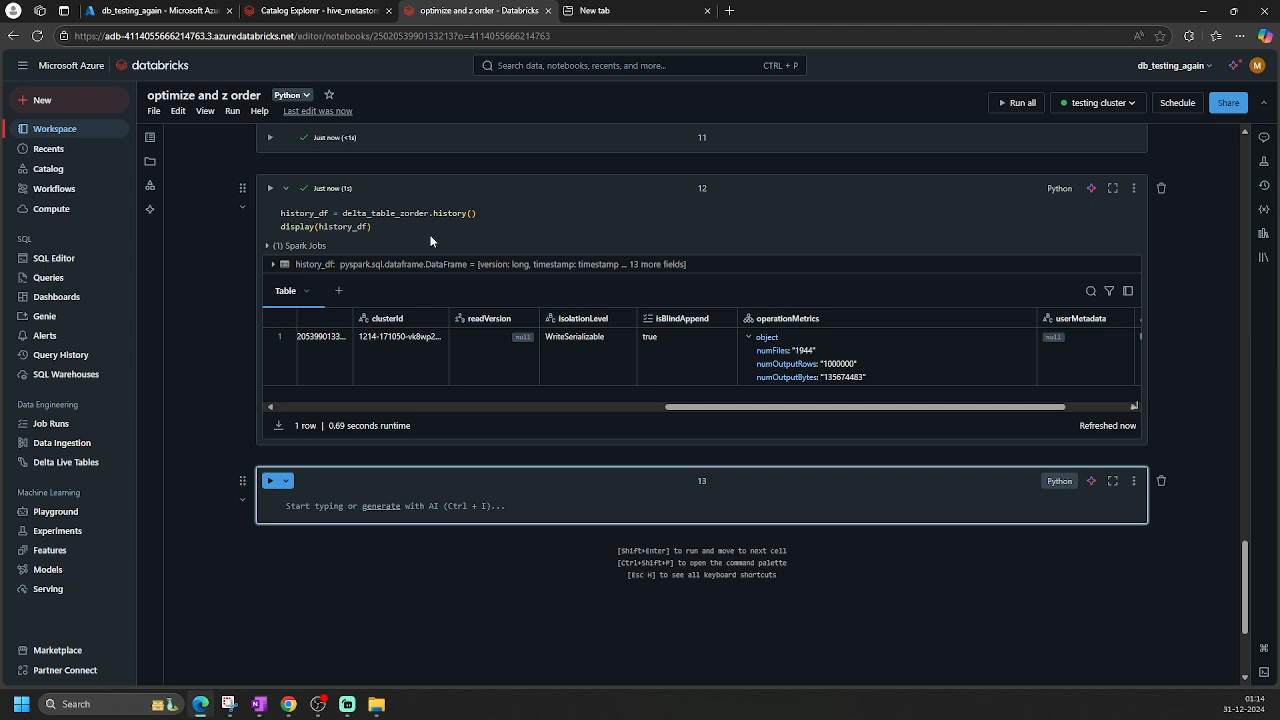 db_testing_again - Microsoft Azu
Catalog Explorer - hive_metastor
optimize and z order - Databricks
New tab
https://adb-4114055666214763.3.azuredatabricks.net/editor/notebooks/2502053990133213?o=4114055666214763
Microsoft Azure
databricks
Search data, notebooks, recents, and more...
CTRL + P
db_testing_again
M
New
optimize and z order
Python
File Edit View Run Help
Last edit was now
Run all
testing cluster
Schedule
Share
Workspace
Recents
Catalog
Workflows
Compute
SQL
SQL Editor
Queries
Dashboards
Genie
Alerts
Query History
SQL Warehouses
Data Engineering
Job Runs
Data Ingestion
Delta Live Tables
Machine Learning
Playground
Experiments
Features
Models
Serving
Marketplace
Partner Connect
Just now (<1s)
11
Just now (1s)
12
Python
history_df = delta_table_zorder.history()
display(history_df)
(1) Spark Jobs
history_df: pyspark.sql.dataframe.DataFrame = [version: long, timestamp: timestamp ... 13 more fields]
Table
clusterId
readVersion
isolationLevel
isBlindAppend
operationMetrics
userMetadata
1
2053990133...
1214-171050-vk8wp2...
null
WriteSerializable
true
object
null
numFiles: "1944"
numOutputRows: "1000000"
numOutputBytes: "135674483"
1 row | 0.69 seconds runtime
Refreshed now
13
Python
Start typing or generate with AI (Ctrl + I)...
[Shift+Enter] to run and move to next cell
[Ctrl+Shift+P] to open the command palette
[Esc H] to see all keyboard shortcuts
Search
01:14
31-12-2024